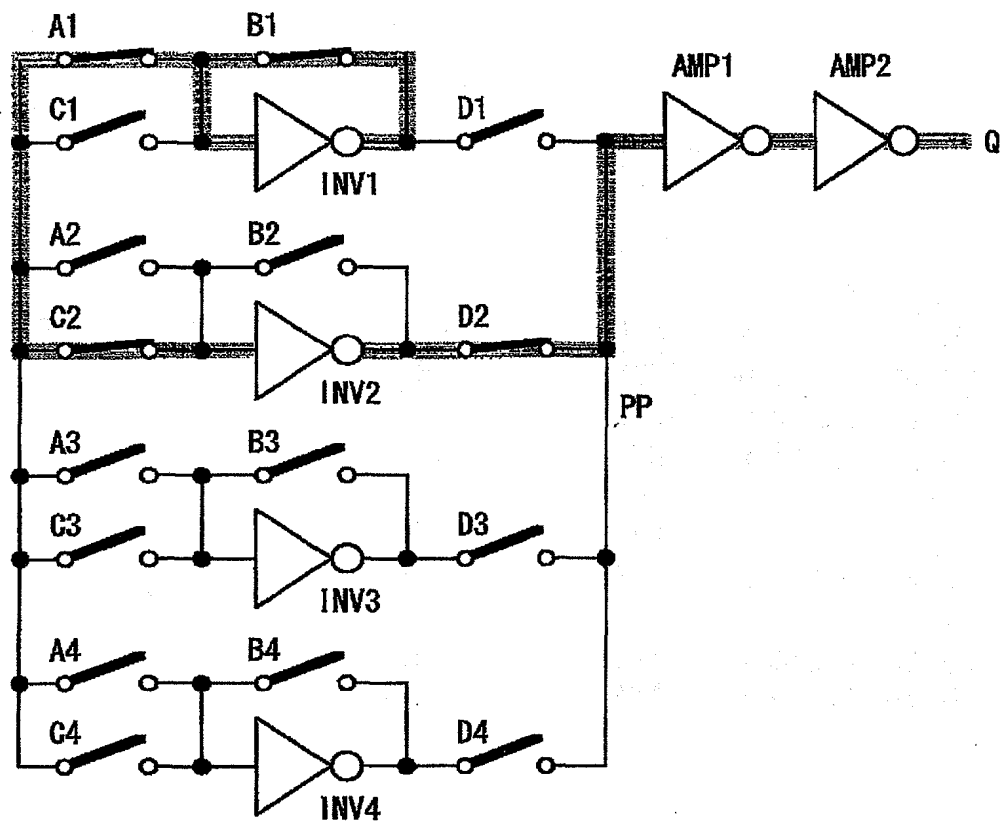 A1 B1 AMP1 AMP2
C1 D1 Q
INV1
A2 B2
C2 D2
INV2
PP
A3 B3
C3 D3
INV3
A4 B4
C4 D4
INV4